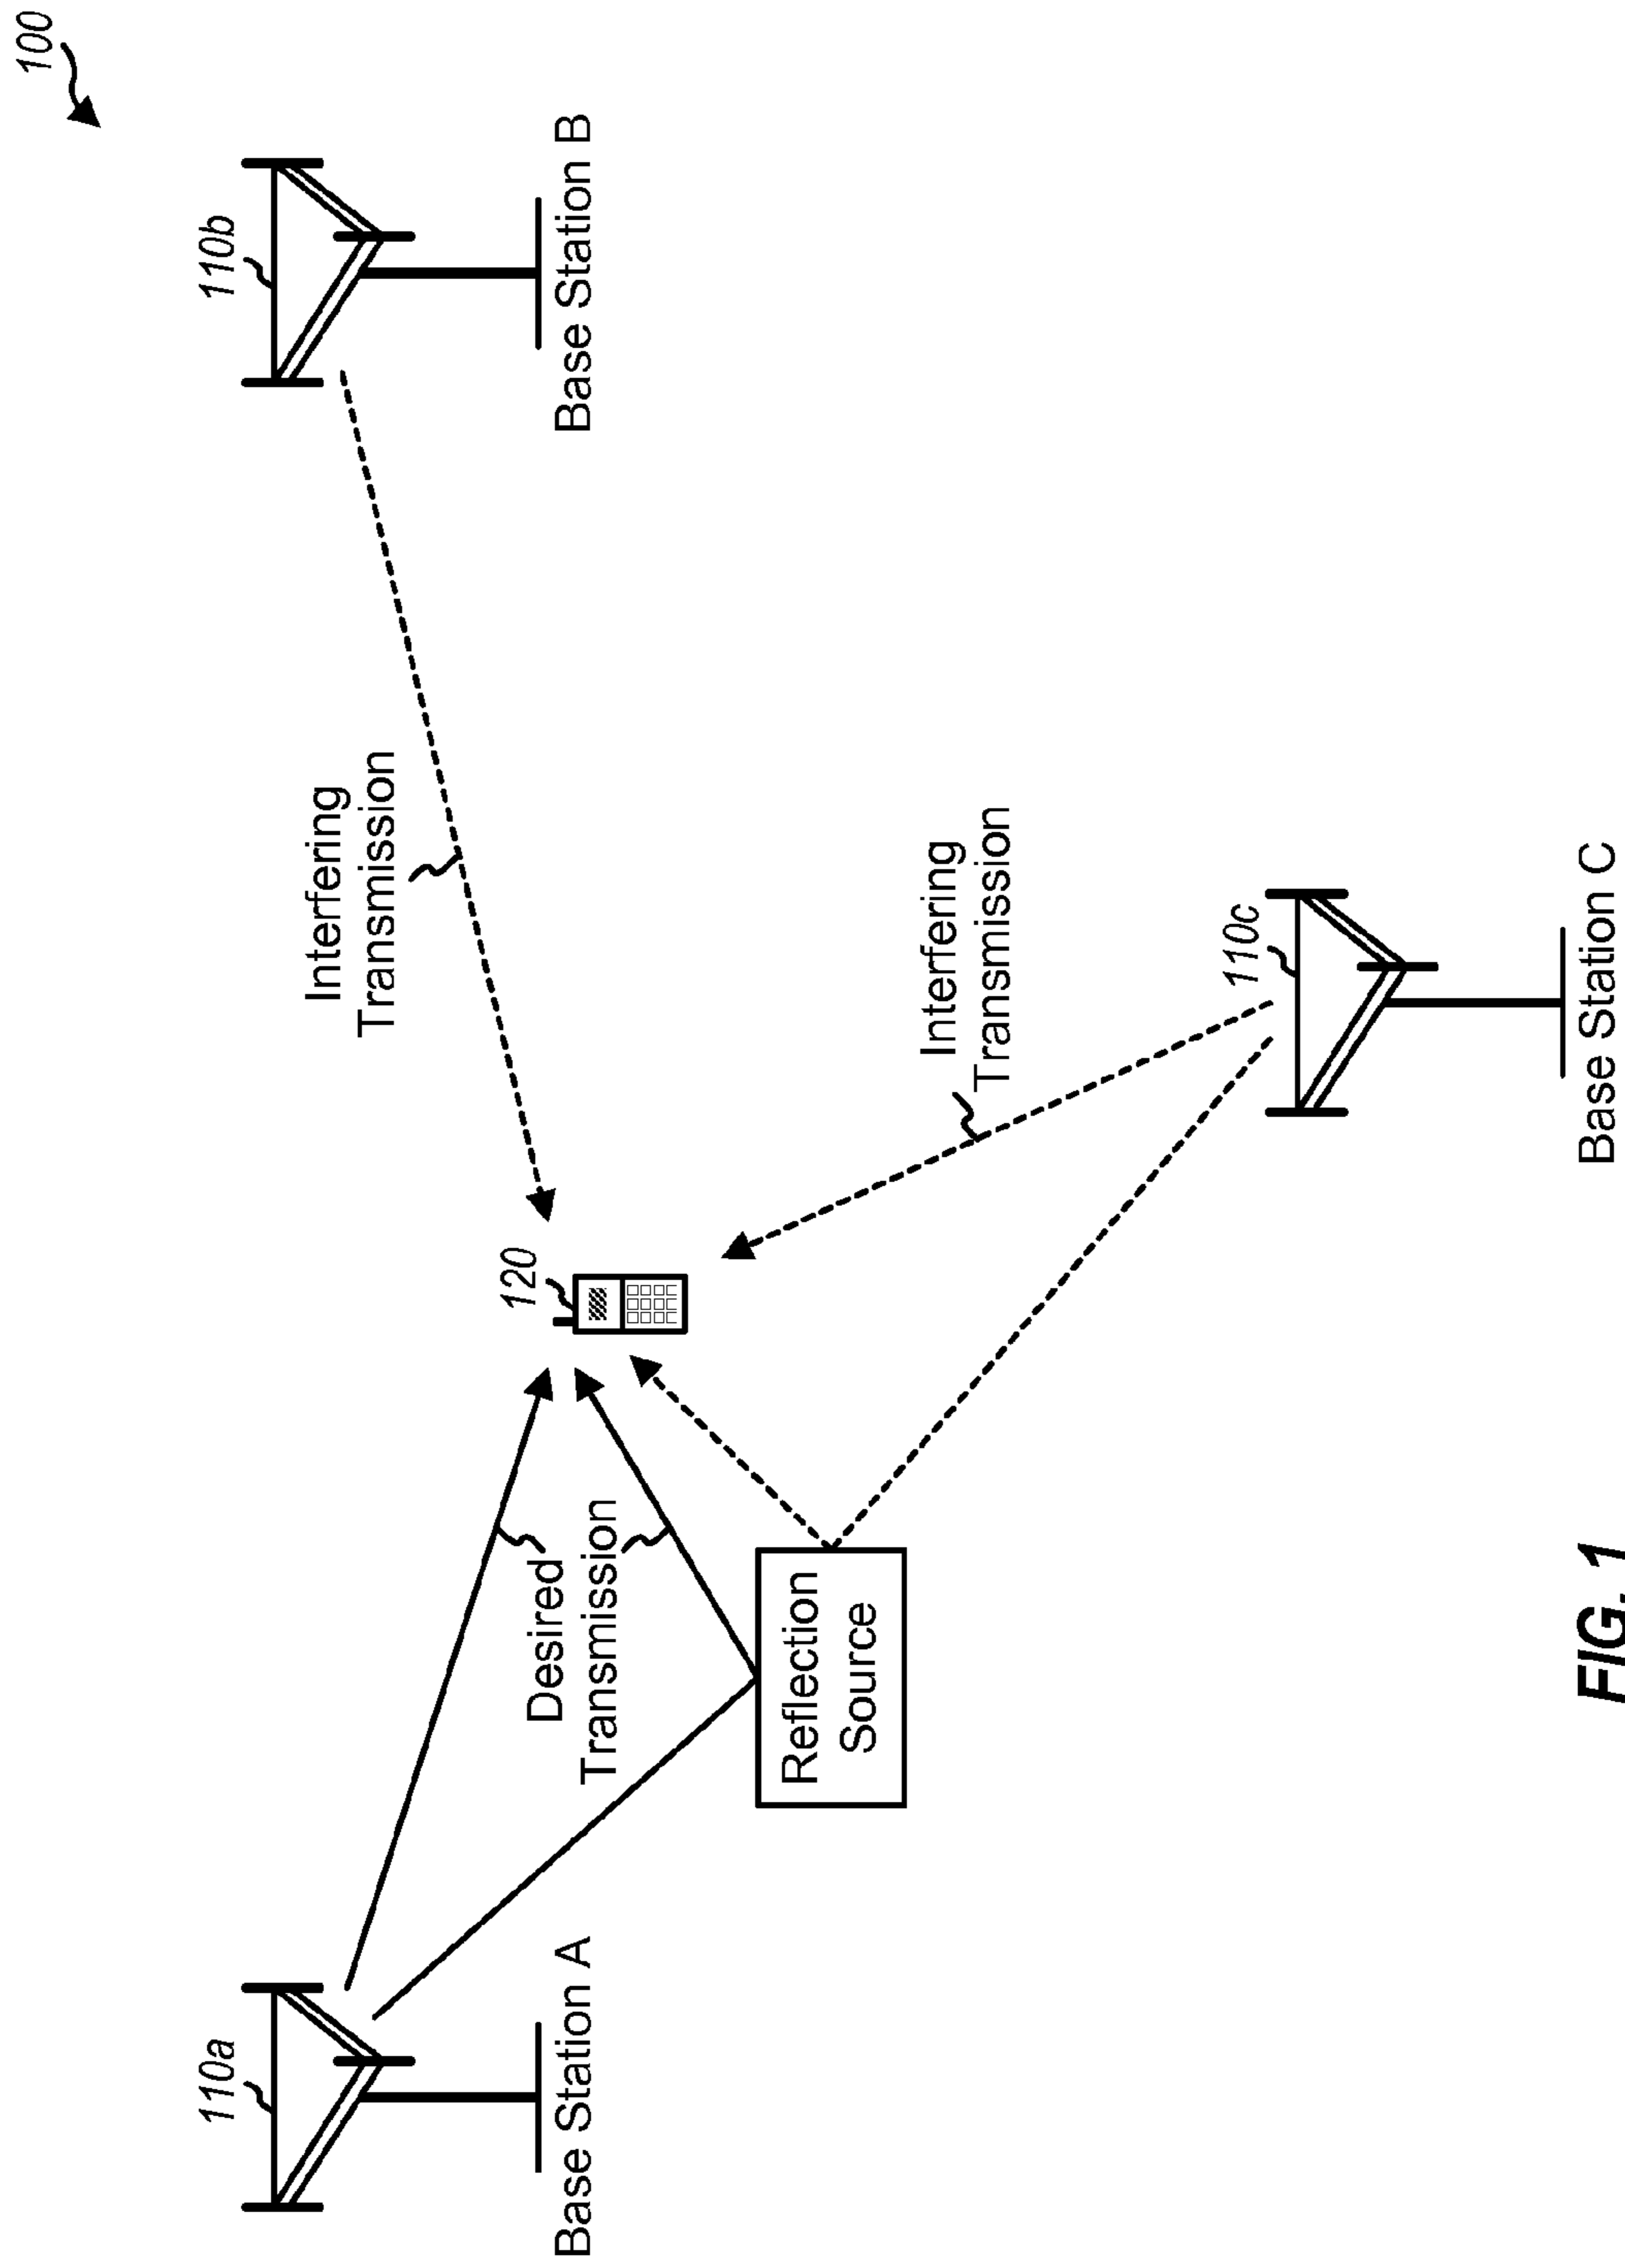 100
110a
110b
Base Station A
Base Station B
Interfering
Transmission
120
Desired
Transmission
Reflection
Source
Interfering
Transmission
110c
Base Station C
FIG. 1